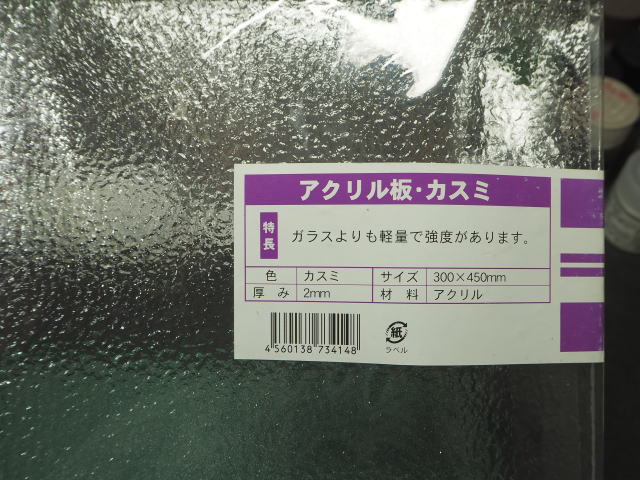 アクリル板・カスミ
特長 ガラスよりも軽量で強度があります。
色 カスミ サイズ 300×450mm
厚み 2mm 材料 アクリル
4560138734148
紙
ラベル